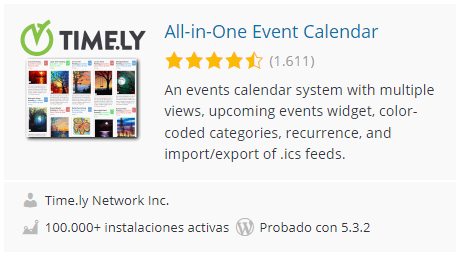 TIME.LY
All-in-One Event Calendar
(1.611)
An events calendar system with multiple
views, upcoming events widget, color-
coded categories, recurrence, and
import/export of .ics feeds.
Time.ly Network Inc.
100.000+ instalaciones activas
Probado con 5.3.2